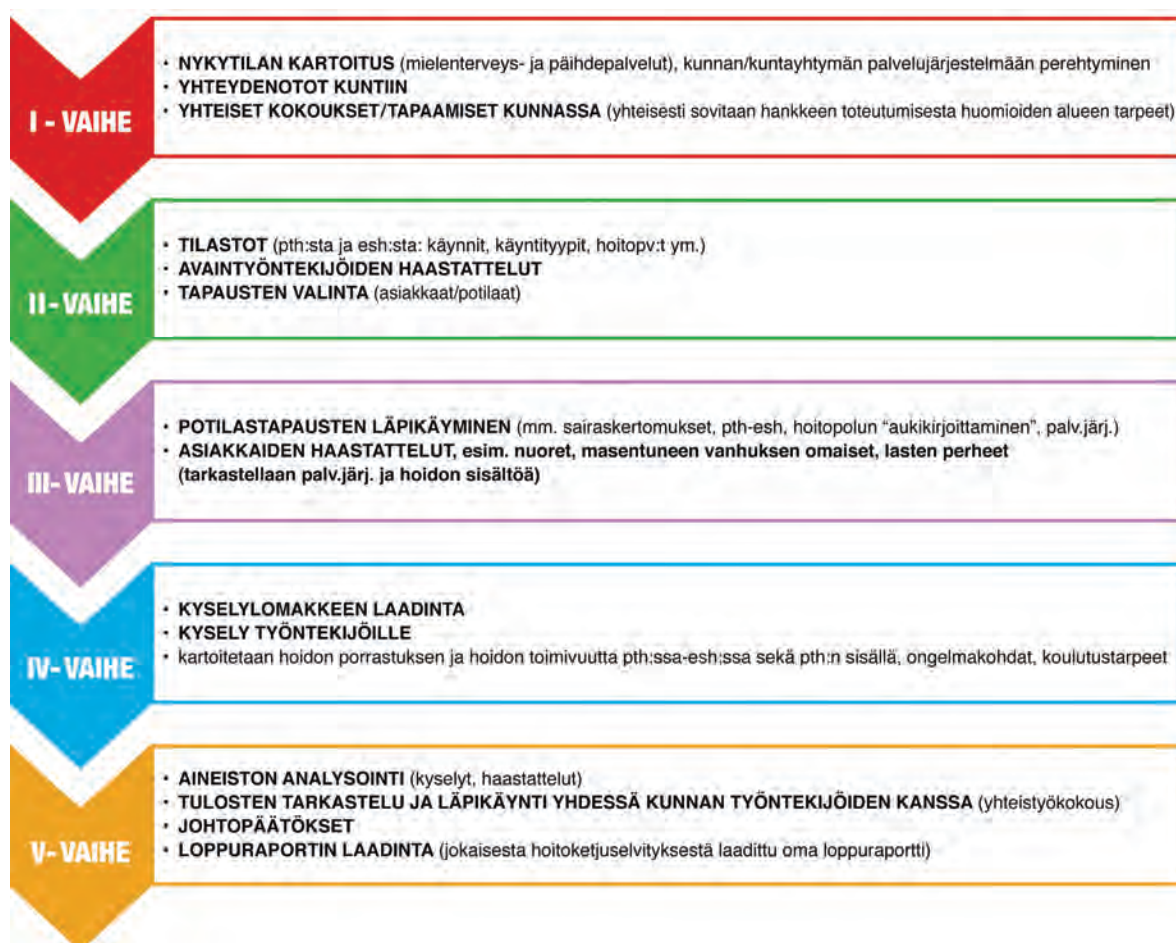 I - VAIHE
• NYKYTILAN KARTOITUS (mielenterveys- ja päihdepalvelut), kunnan/kuntayhtymän palvelujärjestelmään perehtyminen
• YHTEYDENOTOT KUNTIIN
• YHTEISET KOKOUKSET/TAPAAMISET KUNNASSA (yhteisesti sovitaan hankkeen toteutumisesta huomioiden alueen tarpeet)
II - VAIHE
• TILASTOT (pth:sta ja esh:sta: käynnit, käyntityypit, hoitopv:t ym.)
• AVAINTYÖNTEKIJÖIDEN HAASTATTELUT
• TAPAUSTEN VALINTA (asiakkaat/potilaat)
III- VAIHE
• POTILASTAPAUSTEN LÄPIKÄYMINEN (mm. sairaskertomukset, pth-esh, hoitopolun "aukikirjoittaminen", palv.järj.)
• ASIAKKAIDEN HAASTATTELUT, esim. nuoret, masentuneen vanhuksen omaiset, lasten perheet
(tarkastellaan palv.järj. ja hoidon sisältöä)
IV- VAIHE
• KYSELYLOMAKKEEN LAADINTA
• KYSELY TYÖNTEKIJÖILLE
• kartoitetaan hoidon porrastuksen ja hoidon toimivuutta pth:ssa-esh:ssa sekä pth:n sisällä, ongelmakohdat, koulutustarpeet
V- VAIHE
• AINEISTON ANALYSOINTI (kyselyt, haastattelut)
• TULOSTEN TARKASTELU JA LÄPIKÄYNTI YHDESSÄ KUNNAN TYÖNTEKIJÖIDEN KANSSA (yhteistyökokous)
• JOHTOPÄÄTÖKSET
• LOPPURAPORTIN LAADINTA (jokaisesta hoitoketjuselvityksestä laadittu oma loppuraportti)